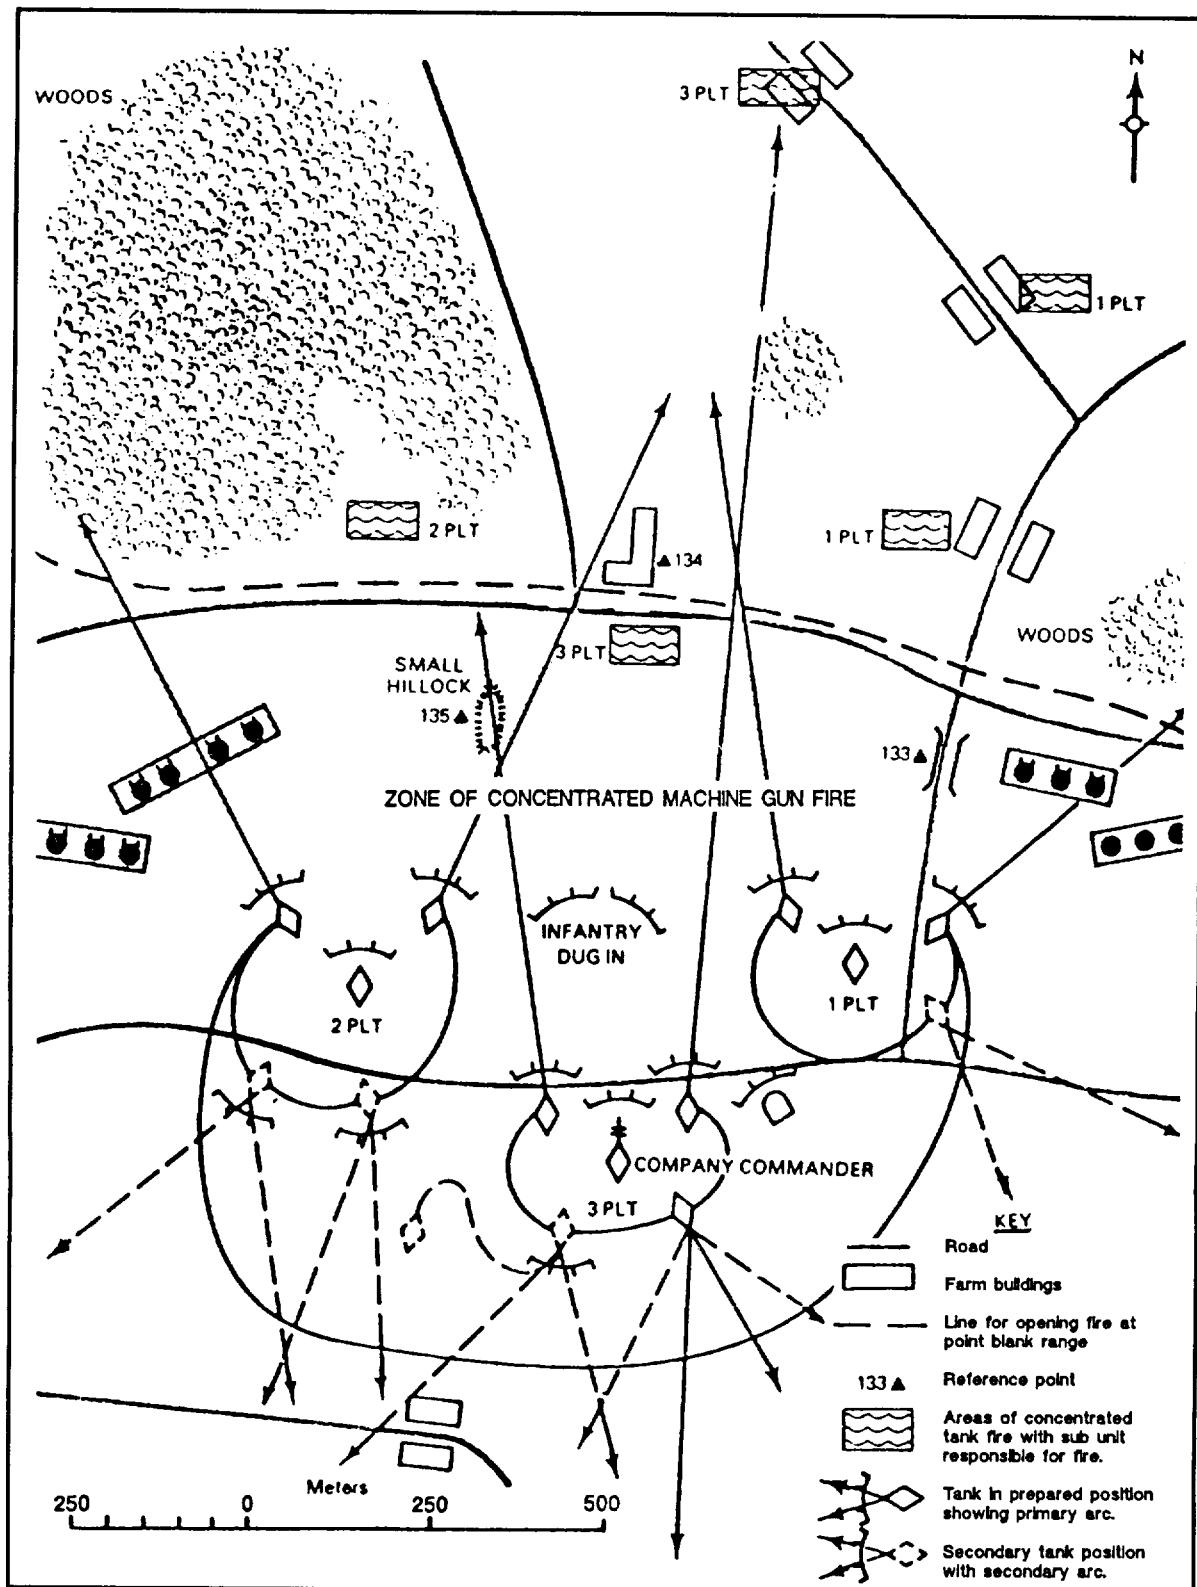 N
WOODS
3 PLT
1 PLT
2 PLT
1 PLT
134
3 PLT
WOODS
SMALL
HILLOCK
135
133
ZONE OF CONCENTRATED MACHINE GUN FIRE
INFANTRY
DUG IN
2 PLT
1 PLT
COMPANY COMMANDER
3 PLT
KEY
Road
Farm buildings
Line for opening fire at
point blank range
133 Reference point
Areas of concentrated
tank fire with sub unit
responsible for fire.
Tank in prepared position
showing primary arc.
Secondary tank position
with secondary arc.
Meters
250 0 250 500